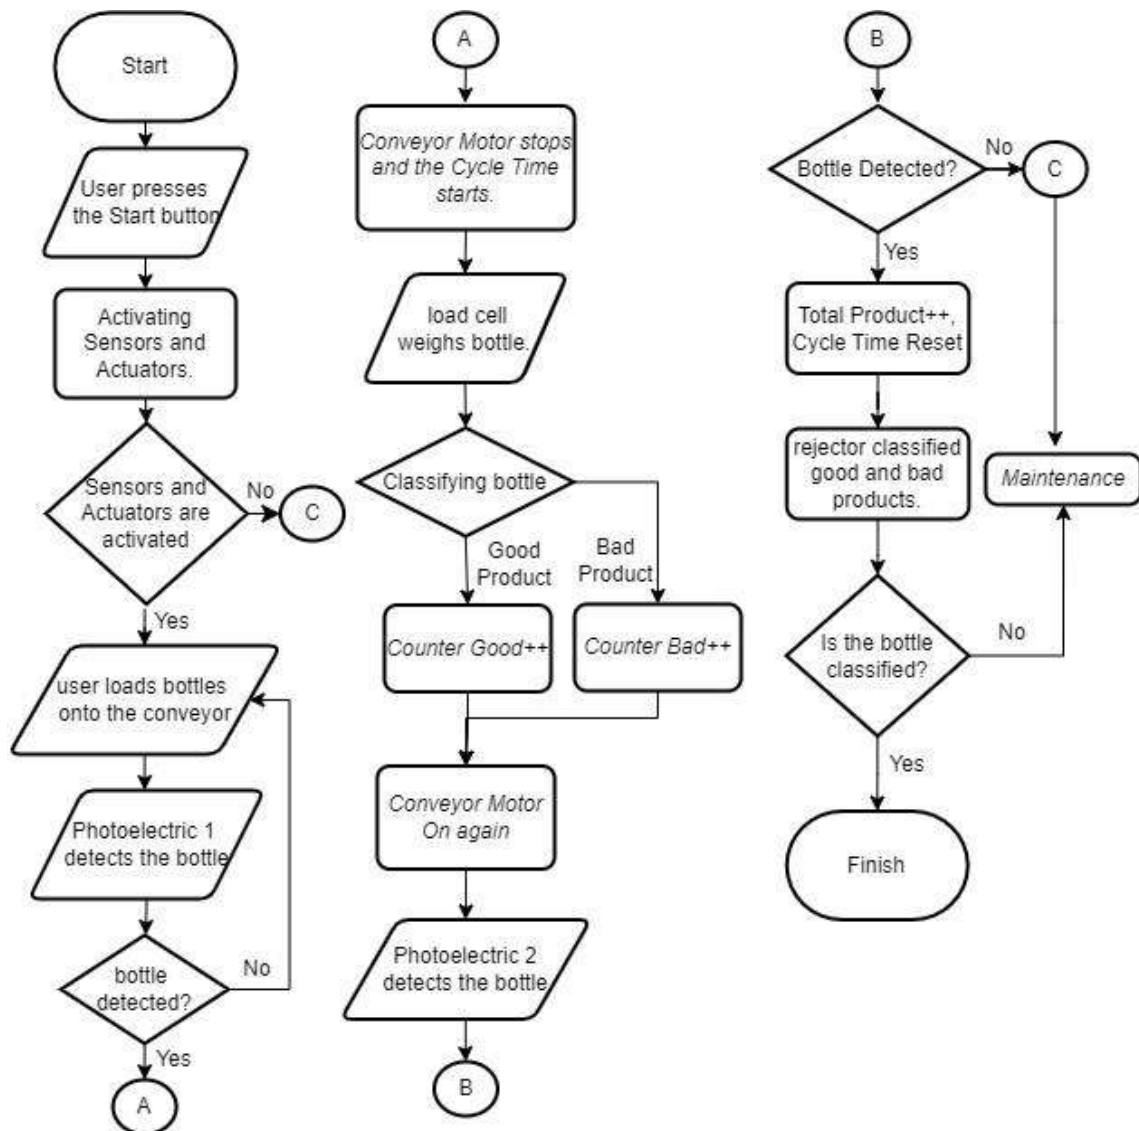 Start
User presses
the Start button
Activating
Sensors and
Actuators.
Sensors and
Actuators are
activated
No
C
Yes
user loads bottles
onto the conveyor
Photoelectric 1
detects the bottle
bottle
detected?
No
Yes
A
A
Conveyor Motor stops
and the Cycle Time
starts.
load cell
weighs bottle.
Classifying bottle
Good
Product
Bad
Product
Counter Good++
Counter Bad++
Conveyor Motor
On again
Photoelectric 2
detects the bottle
B
B
Bottle Detected?
No
C
Yes
Total Product++,
Cycle Time Reset
rejector classified
good and bad
products.
Maintenance
Is the bottle
classified?
No
Yes
Finish